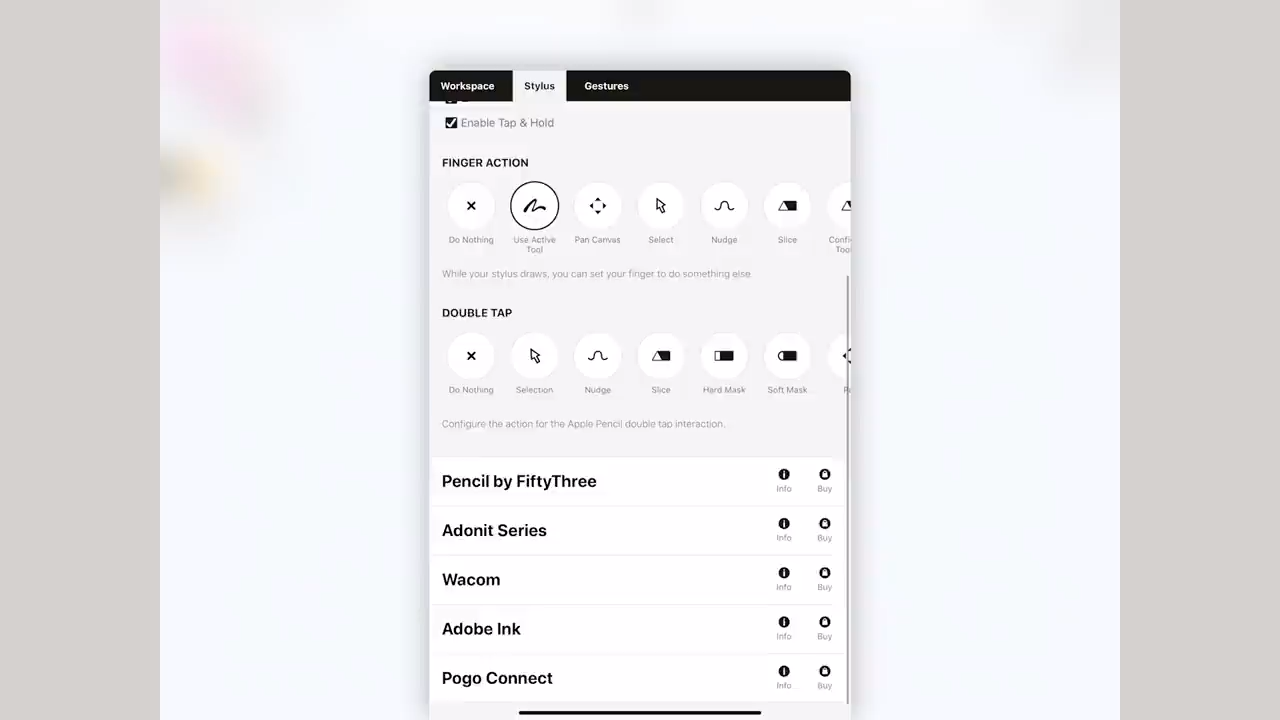 Workspace Stylus Gestures
Enable Tap & Hold
FINGER ACTION
Do Nothing Use Active Tool Pan Canvas Select Nudge Slice
While your stylus draws, you can set your finger to do something else
DOUBLE TAP
Do Nothing Selection Nudge Slice Hard Mask Soft Mask
Configure the action for the Apple Pencil double tap interaction.
Pencil by FiftyThree Info Buy
Adonit Series Info Buy
Wacom Info Buy
Adobe Ink Info Buy
Pogo Connect Info Buy